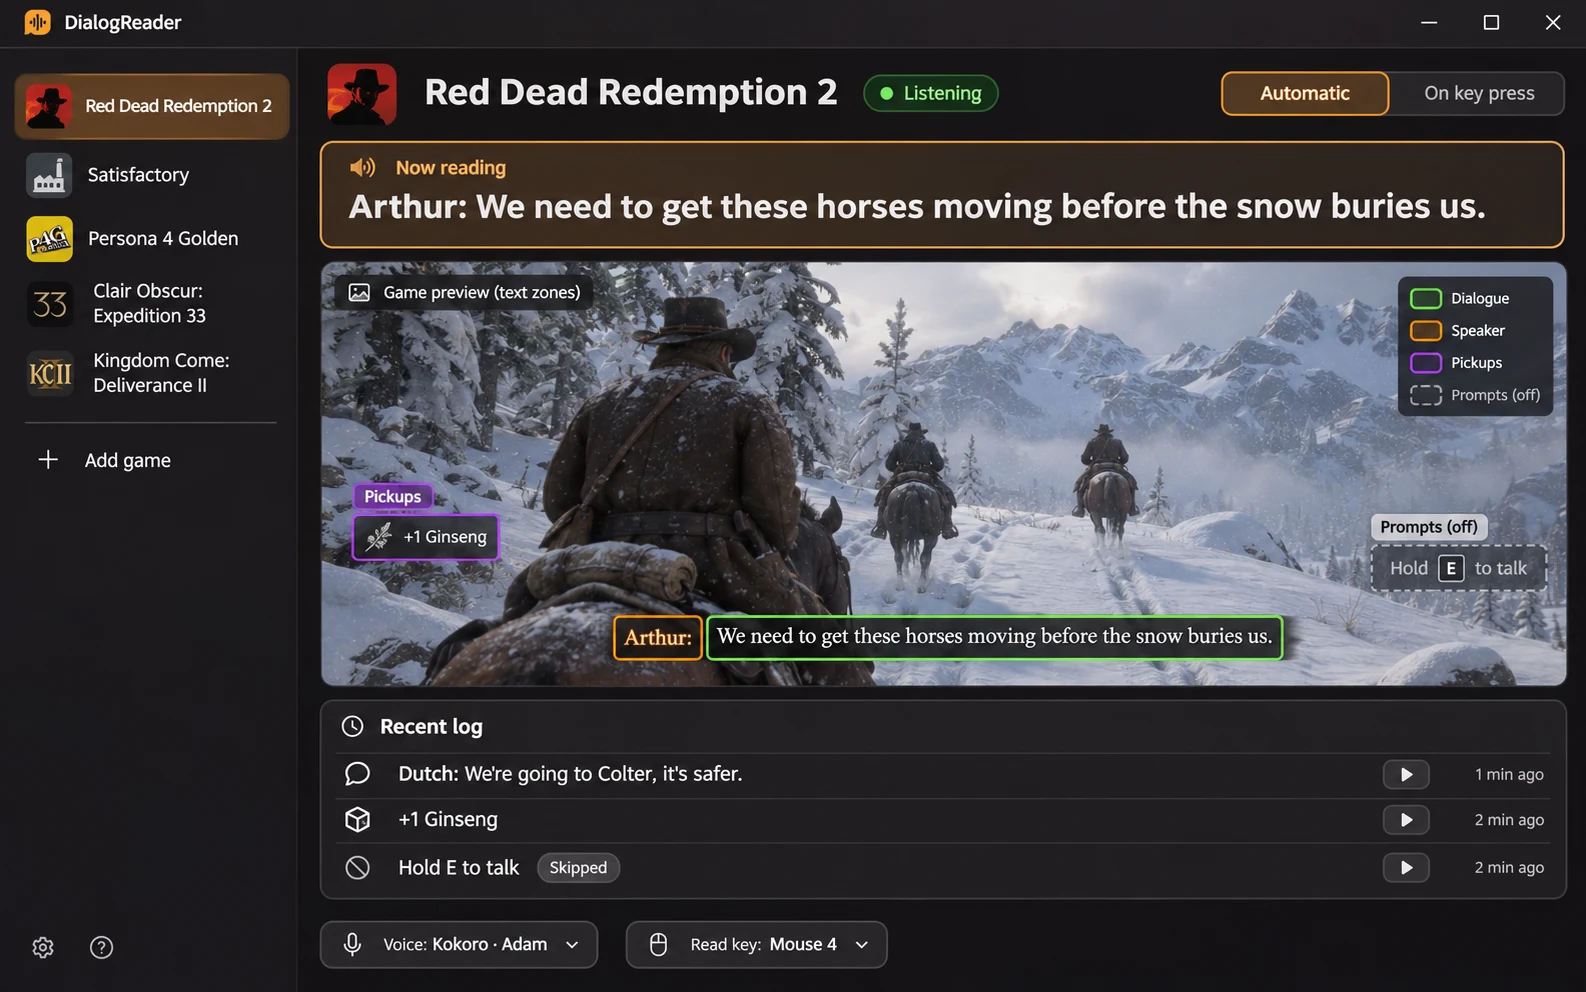 DialogReader
Red Dead Redemption 2
Satisfactory
P4G
Persona 4 Golden
33
Clair Obscur:
Expedition 33
KCII
Kingdom Come:
Deliverance II
Add game
Red Dead Redemption 2
Listening
Automatic
On key press
Now reading
Arthur: We need to get these horses moving before the snow buries us.
Game preview (text zones)
Dialogue
Speaker
Pickups
Prompts (off)
Pickups
+1 Ginseng
Prompts (off)
Hold E to talk
Arthur: We need to get these horses moving before the snow buries us.
Recent log
Dutch: We're going to Colter, it's safer.
1 min ago
+1 Ginseng
2 min ago
Hold E to talk Skipped
2 min ago
Voice: Kokoro · Adam
Read key: Mouse 4